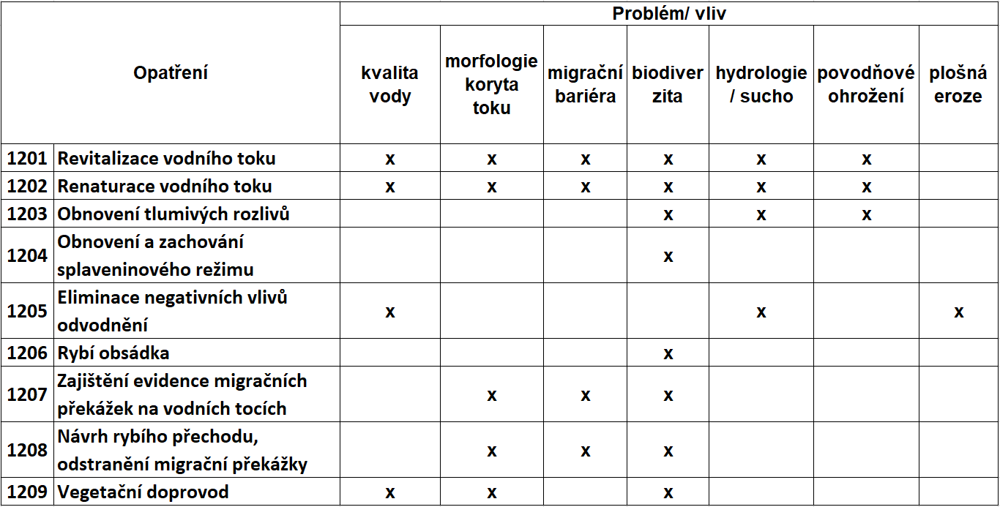 Problém/ vliv
Opatření
kvalita
vody
morfologie
koryta
toku
migrační
bariéra
biodiver
zita
hydrologie
/ sucho
povodňové
ohrožení
plošná
eroze
1201 Revitalizace vodního toku x x x x x x
1202 Renaturace vodního toku x x x x x x
1203 Obnovení tlumivých rozlivů x x x
1204 Obnovení a zachování
splaveninového režimu x
1205 Eliminace negativních vlivů
odvodnění x x x
1206 Rybí obsádka x
1207 Zajištění evidence migračních
překážek na vodních tocích x x x
1208 Návrh rybího přechodu,
odstranění migrační překážky x x x
1209 Vegetační doprovod x x x